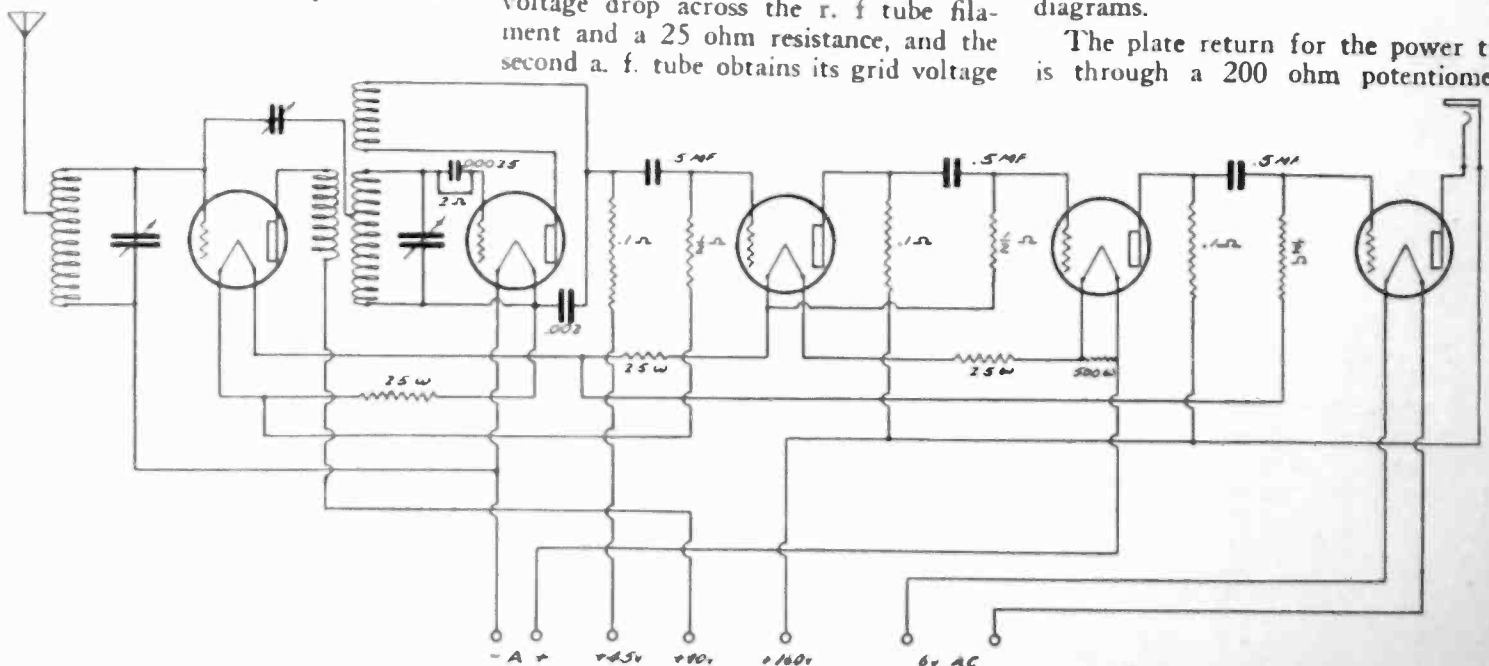 voltage drop across the r. f tube fila-
ment and a 25 ohm resistance, and the
second a. f. tube obtains its grid voltage
diagrams.
The plate return for the power t
is through a 200 ohm potentiome
.00025
2 Ω
.5 MF
.5 MF
.5 MF
.1 Ω
½ Ω
.1 Ω
Ω
.1 Ω
Ω
.002
25 ω
25 ω
25 ω
500 ω
- A +
+45v
+90v
+160v
6v AC